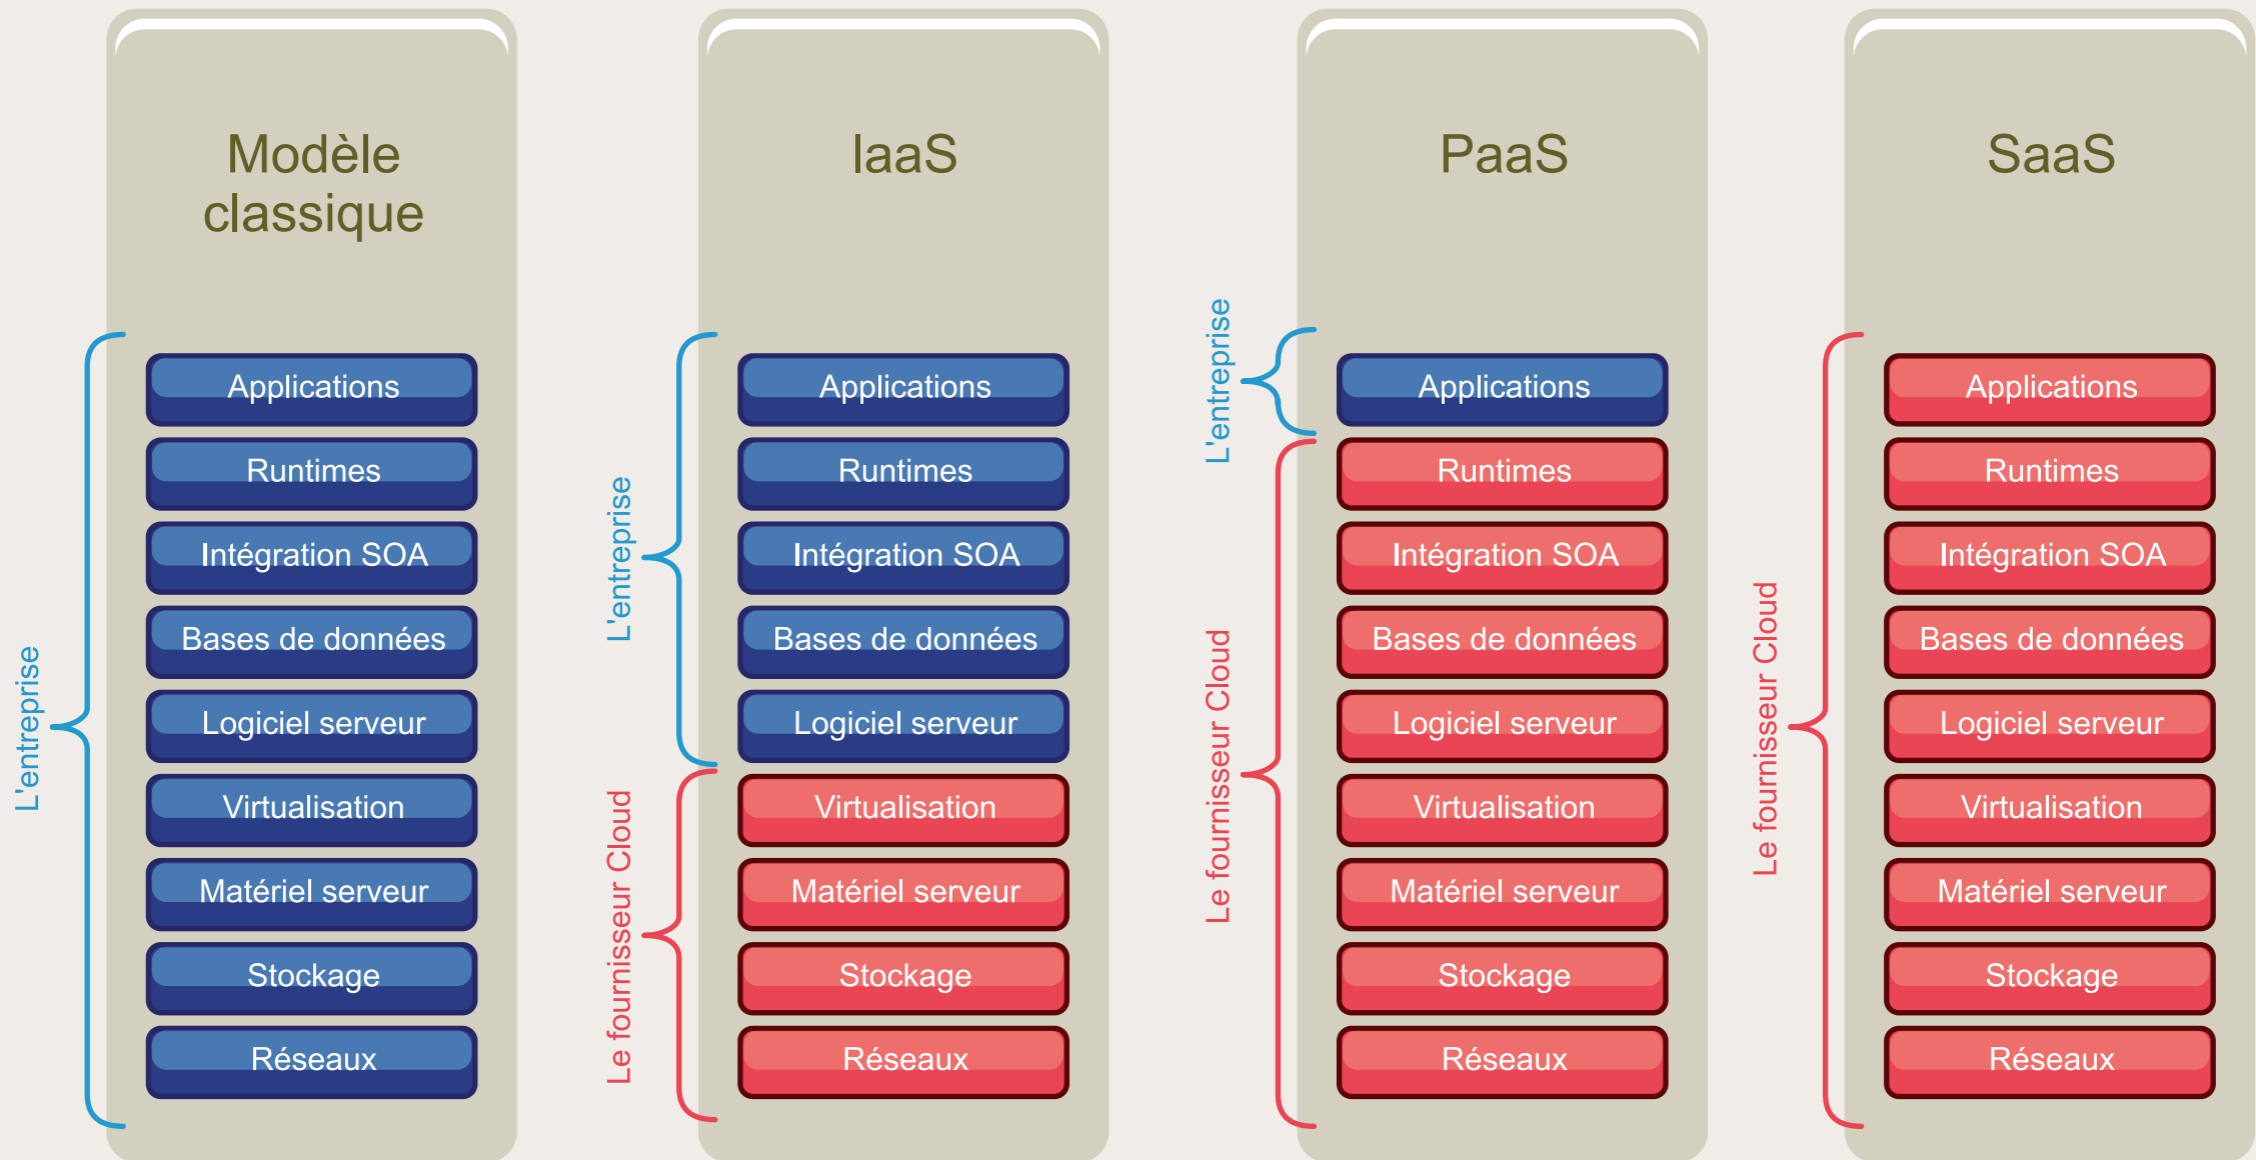 Modèle
classique
L'entreprise
Applications
Runtimes
Intégration SOA
Bases de données
Logiciel serveur
Virtualisation
Matériel serveur
Stockage
Réseaux
IaaS
L'entreprise
Le fournisseur Cloud
Applications
Runtimes
Intégration SOA
Bases de données
Logiciel serveur
Virtualisation
Matériel serveur
Stockage
Réseaux
PaaS
L'entreprise
Le fournisseur Cloud
Applications
Runtimes
Intégration SOA
Bases de données
Logiciel serveur
Virtualisation
Matériel serveur
Stockage
Réseaux
SaaS
Le fournisseur Cloud
Applications
Runtimes
Intégration SOA
Bases de données
Logiciel serveur
Virtualisation
Matériel serveur
Stockage
Réseaux